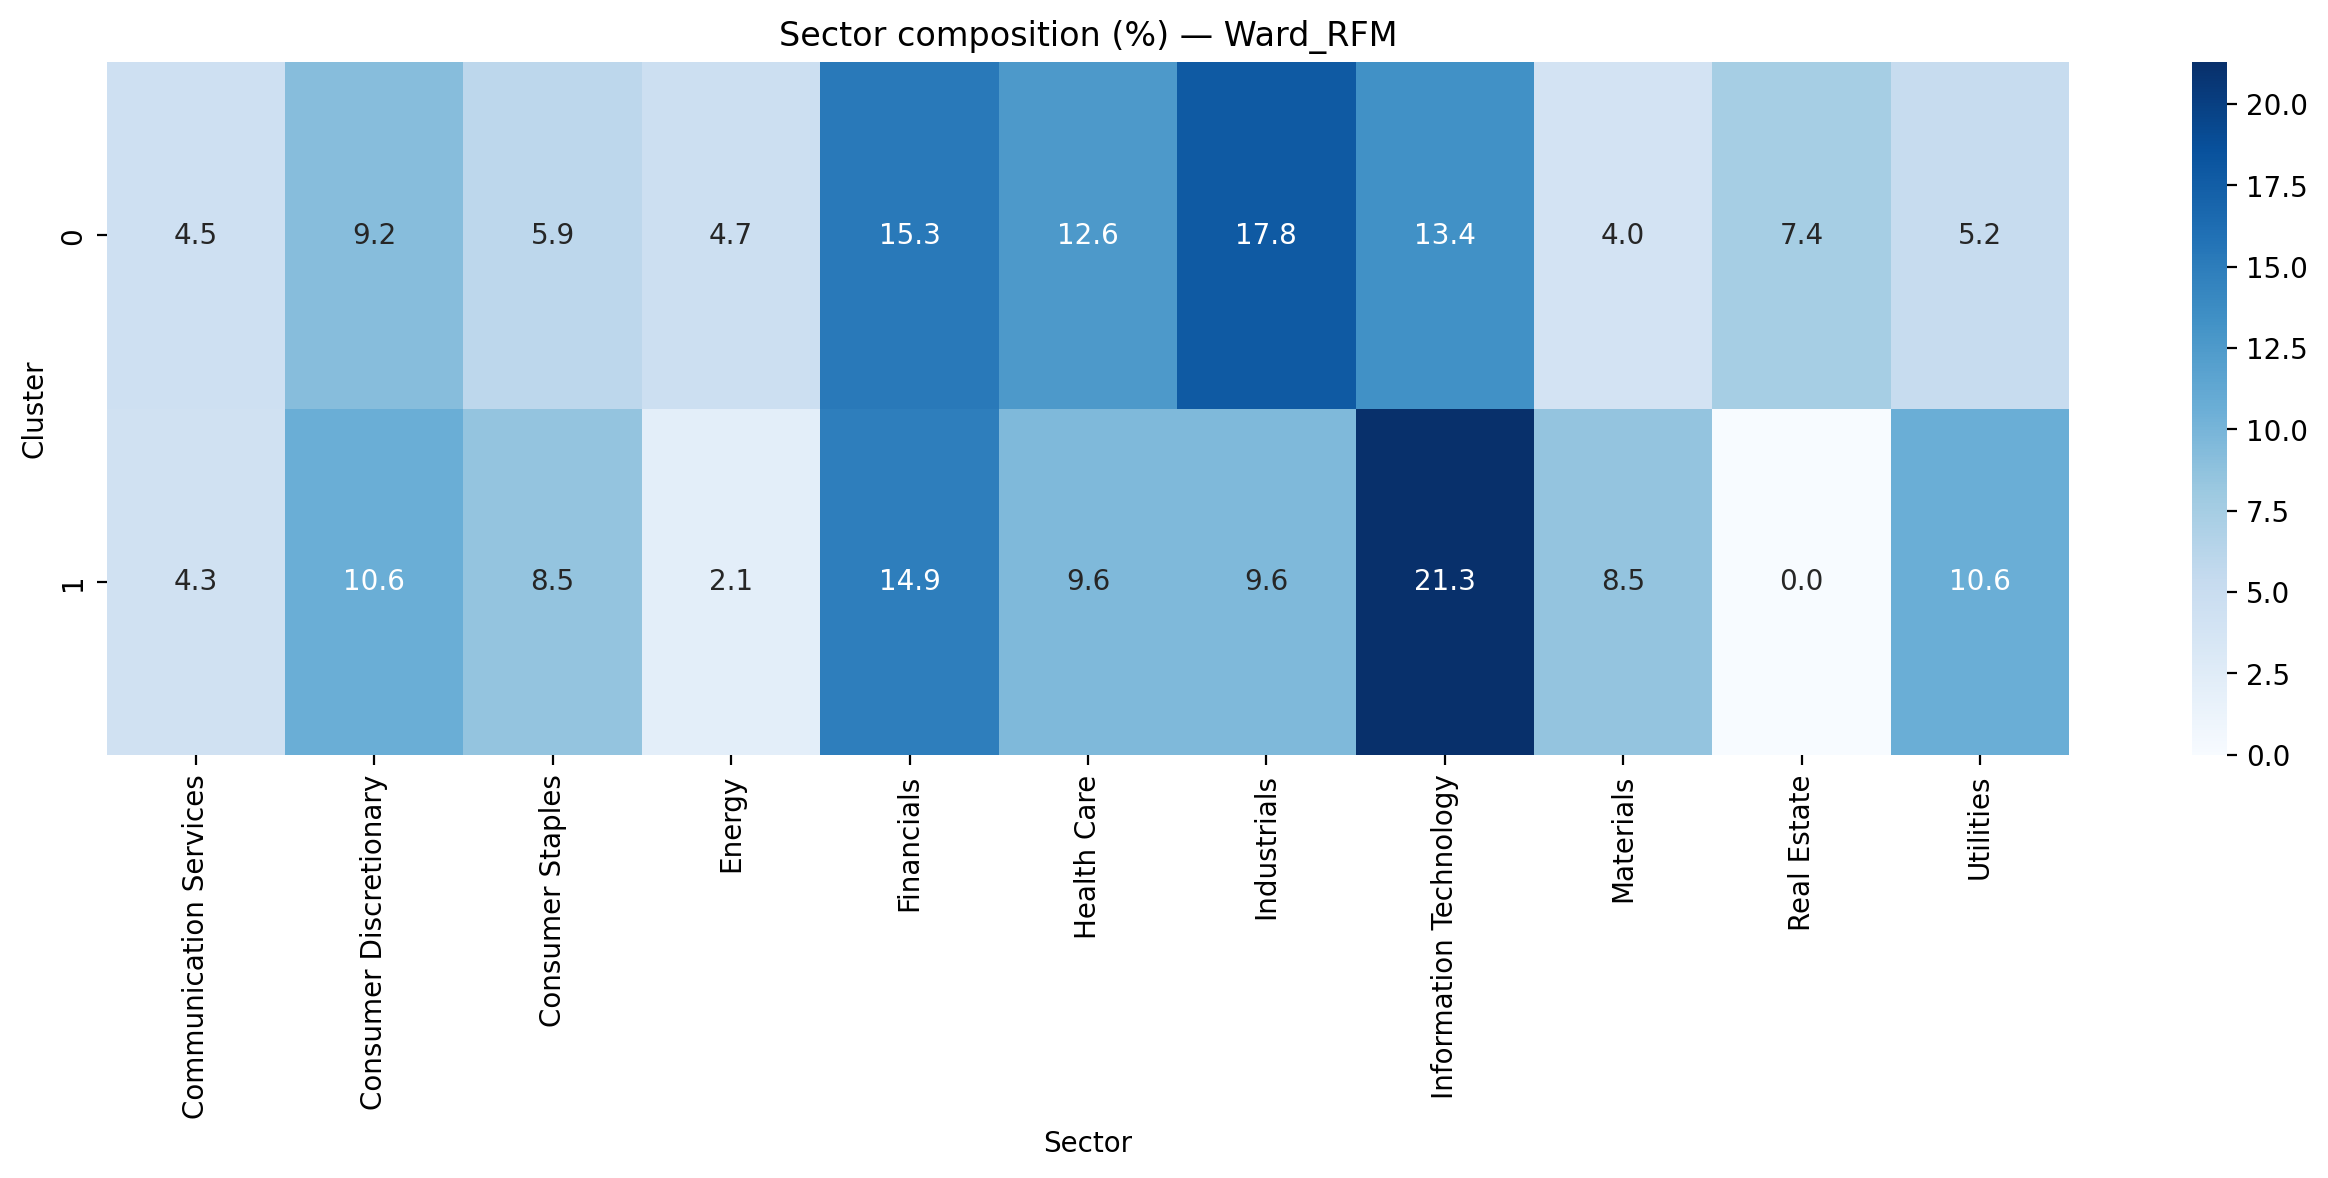 Sector composition (%) — Ward_RFM
Cluster
0
4.5 9.2 5.9 4.7 15.3 12.6 17.8 13.4 4.0 7.4 5.2
1
4.3 10.6 8.5 2.1 14.9 9.6 9.6 21.3 8.5 0.0 10.6
Communication Services
Consumer Discretionary
Consumer Staples
Energy
Financials
Health Care
Industrials
Information Technology
Materials
Real Estate
Utilities
Sector
20.0
17.5
15.0
12.5
10.0
7.5
5.0
2.5
0.0